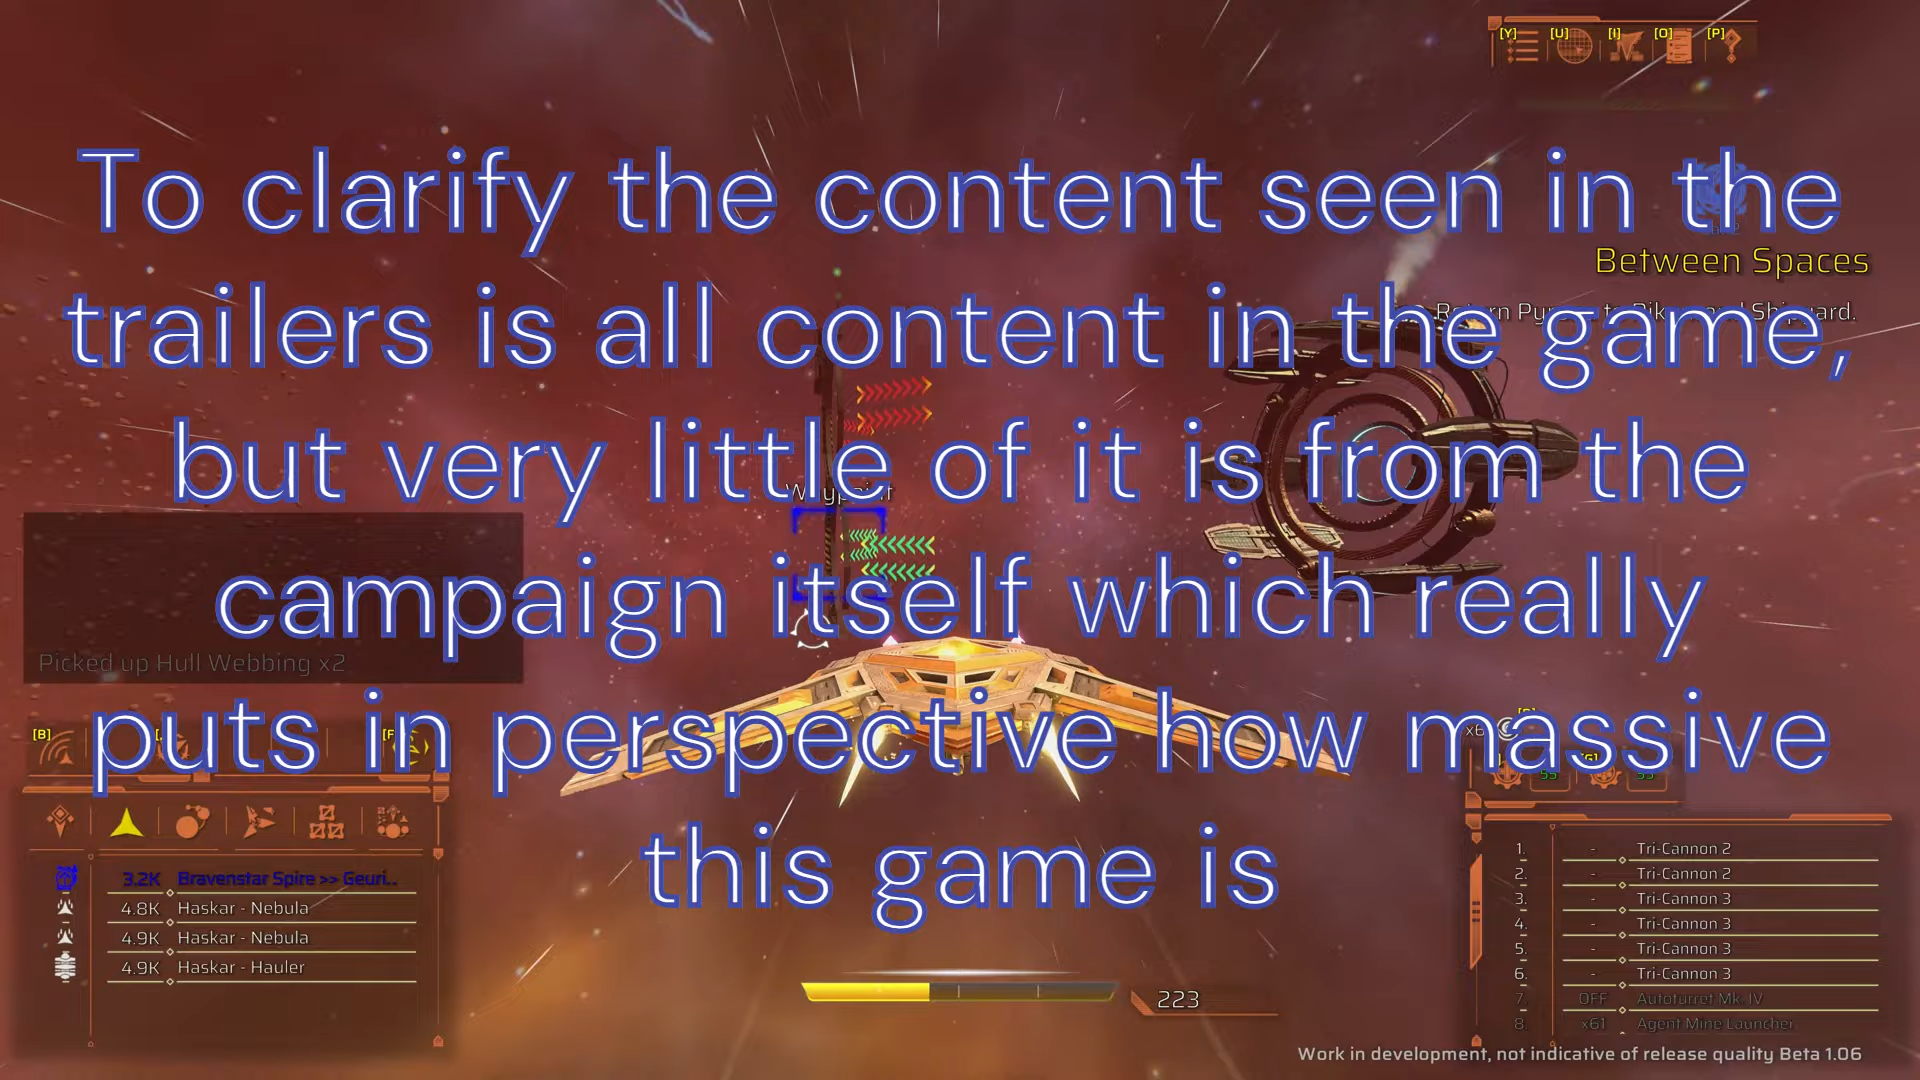 [Y] [U] [I] [O] [P]
To clarify the content seen in the
Between Spaces
trailers is all content in the game,
but very little of it is from the
Waypoint
campaign itself which really
Picked up Hull Webbing x2
puts in perspective how massive
this game is
[B]
3.2K Bravenstar Spire >> Geuri..
4.8K Haskar - Nebula
4.9K Haskar - Nebula
4.9K Haskar - Hauler
223
x6
[G]
55
1. - Tri-Cannon 2
2. - Tri-Cannon 2
3. - Tri-Cannon 3
4. - Tri-Cannon 3
5. - Tri-Cannon 3
6. - Tri-Cannon 3
7. OFF Autoturret Mk. IV
8. x61 Agent Mine Launcher
Work in development, not indicative of release quality Beta 1.06